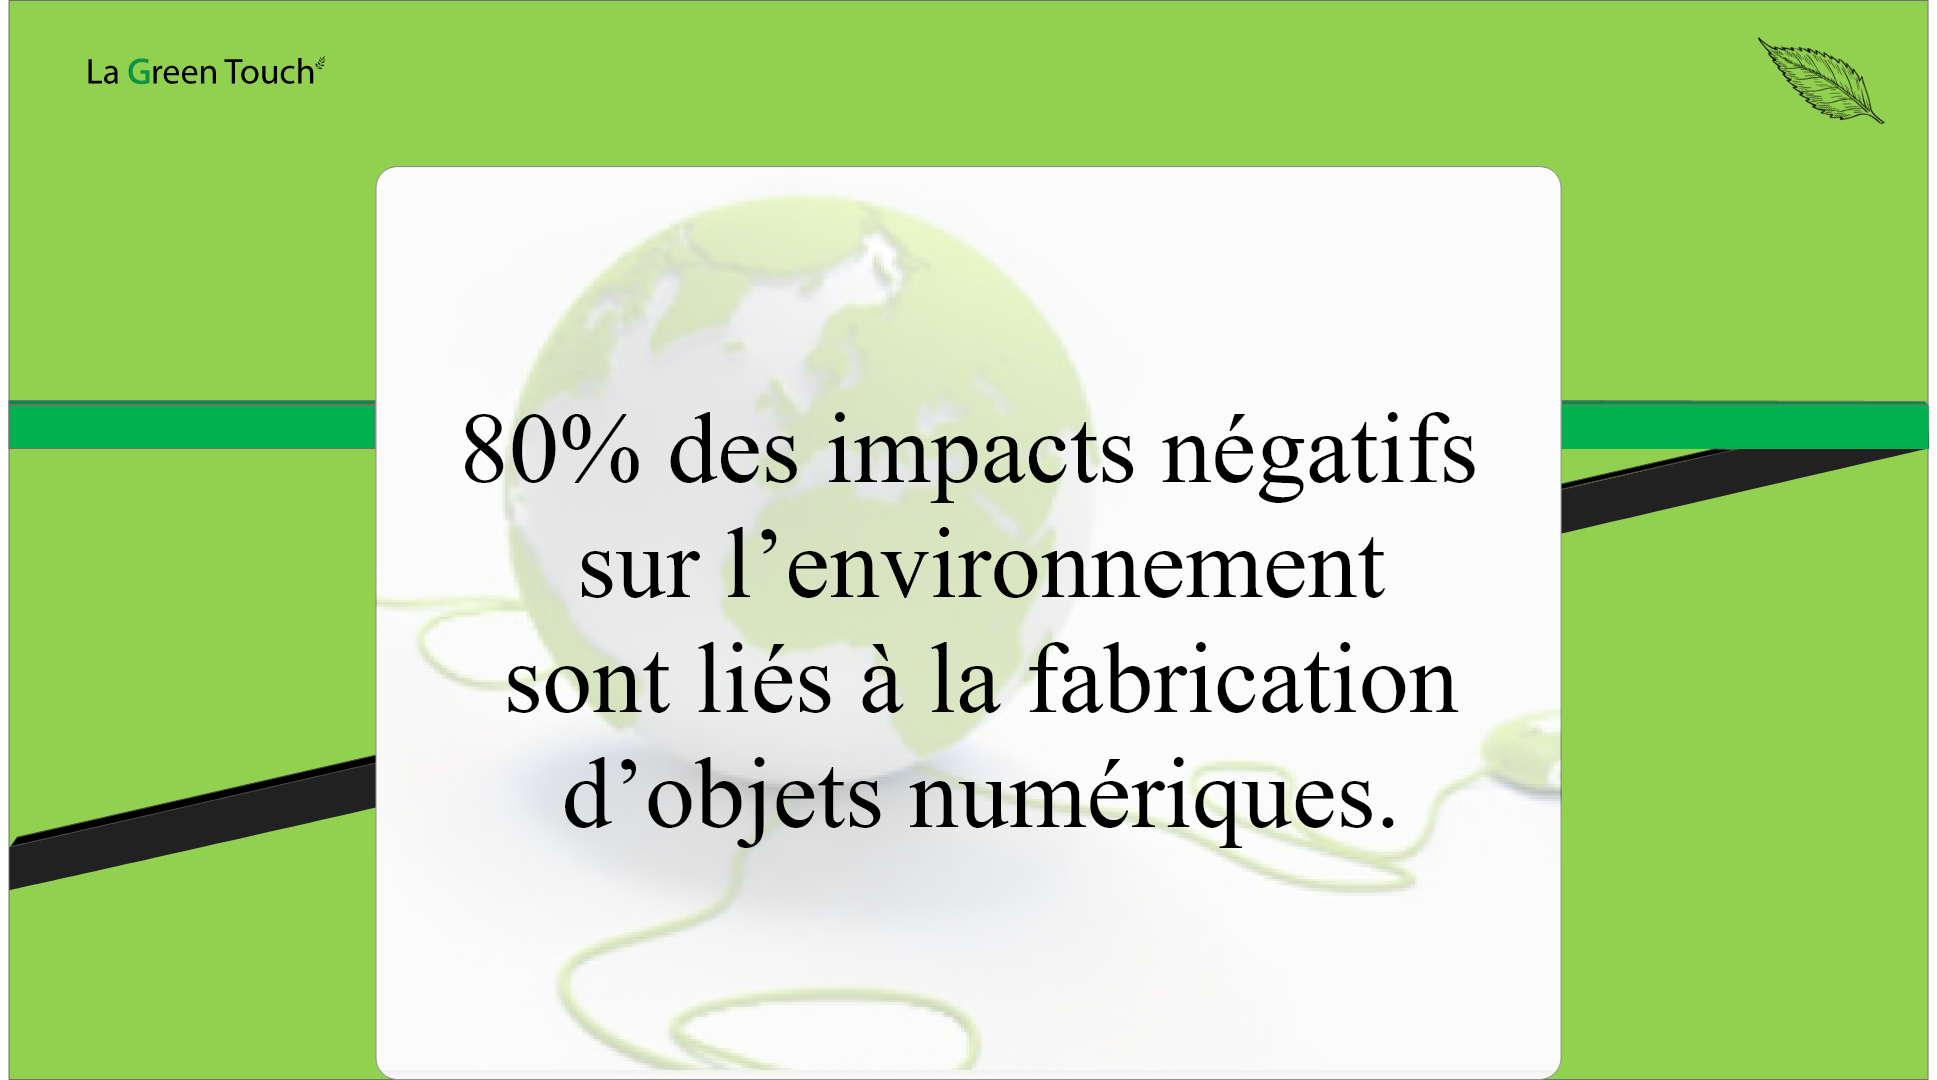 La Green Touch
80% des impacts négatifs
sur l’environnement
sont liés à la fabrication
d’objets numériques.